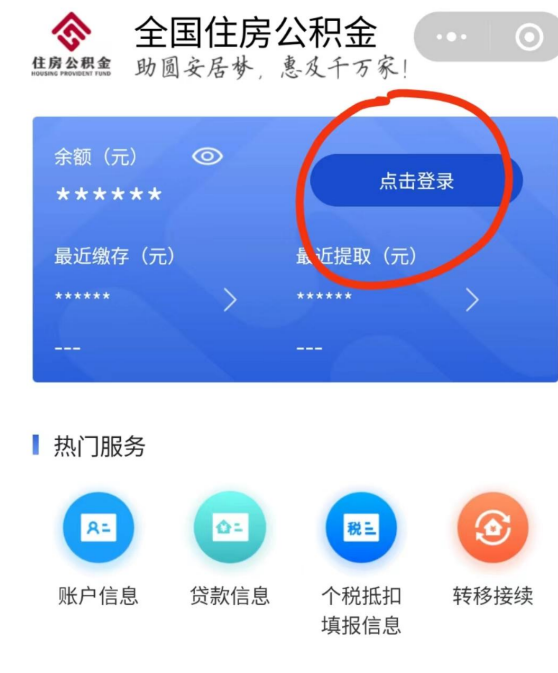 全国住房公积金
住房公积金
HOUSING PROVIDENT FUND
助圆安居梦，惠及千万家！
余额（元）
******
点击登录
最近缴存（元）
最近提取（元）
******
******
---
---
热门服务
账户信息
贷款信息
税
个税抵扣
填报信息
转移接续